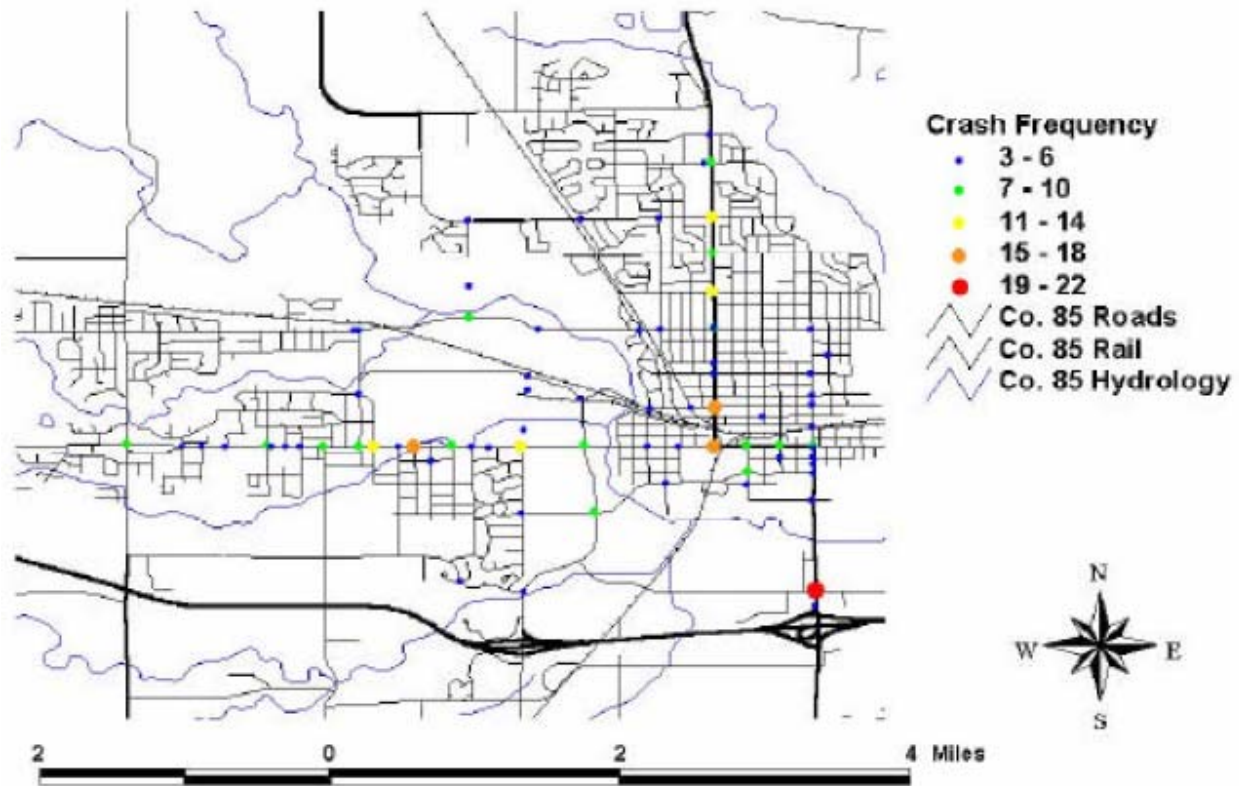 Crash Frequency
3 - 6
7 - 10
11 - 14
15 - 18
19 - 22
Co. 85 Roads
Co. 85 Rail
Co. 85 Hydrology
N
W E
S
2 0 2 4 Miles